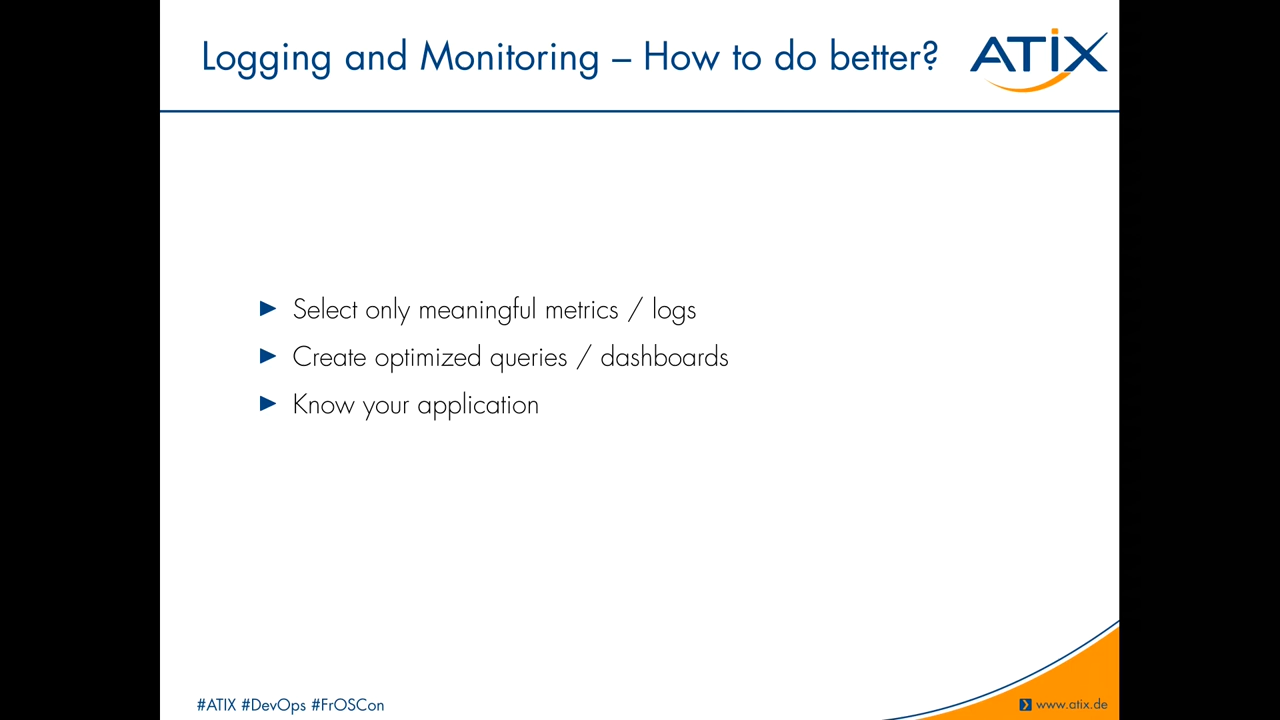 Logging and Monitoring – How to do better?
ATIX
Select only meaningful metrics / logs
Create optimized queries / dashboards
Know your application
#ATIX #DevOps #FrOSCon
www.atix.de